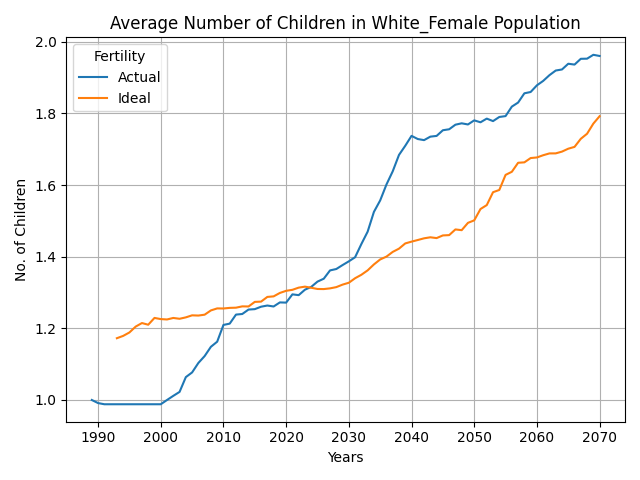 Average Number of Children in White_Female Population
Fertility
Actual
Ideal
No. of Children
2.0
1.8
1.6
1.4
1.2
1.0
1990 2000 2010 2020 2030 2040 2050 2060 2070
Years